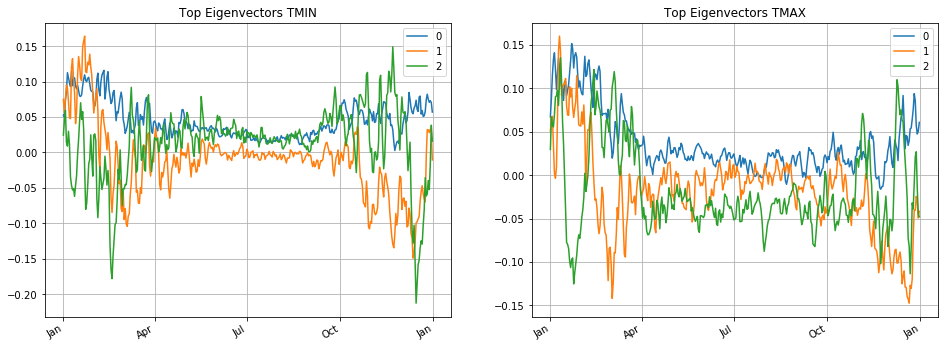 Top Eigenvectors TMIN
0.15
0.10
0.05
0.00
−0.05
−0.10
−0.15
−0.20
Jan
Apr
Jul
Oct
Jan
0
1
2
Top Eigenvectors TMAX
0.15
0.10
0.05
0.00
−0.05
−0.10
−0.15
Jan
Apr
Jul
Oct
Jan
0
1
2